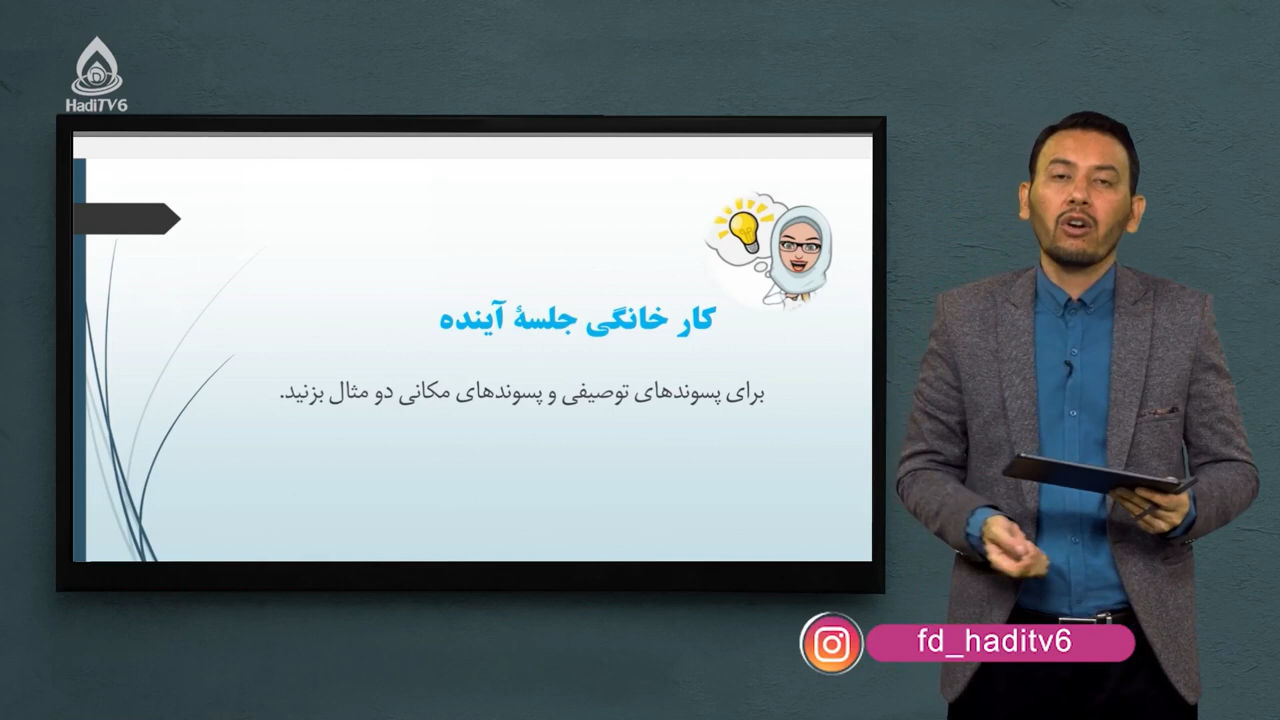 HadiTV6
کار خانگی جلسهٔ آینده
برای پسوندهای توصیفی و پسوندهای مکانی دو مثال بزنید.
fd_haditv6